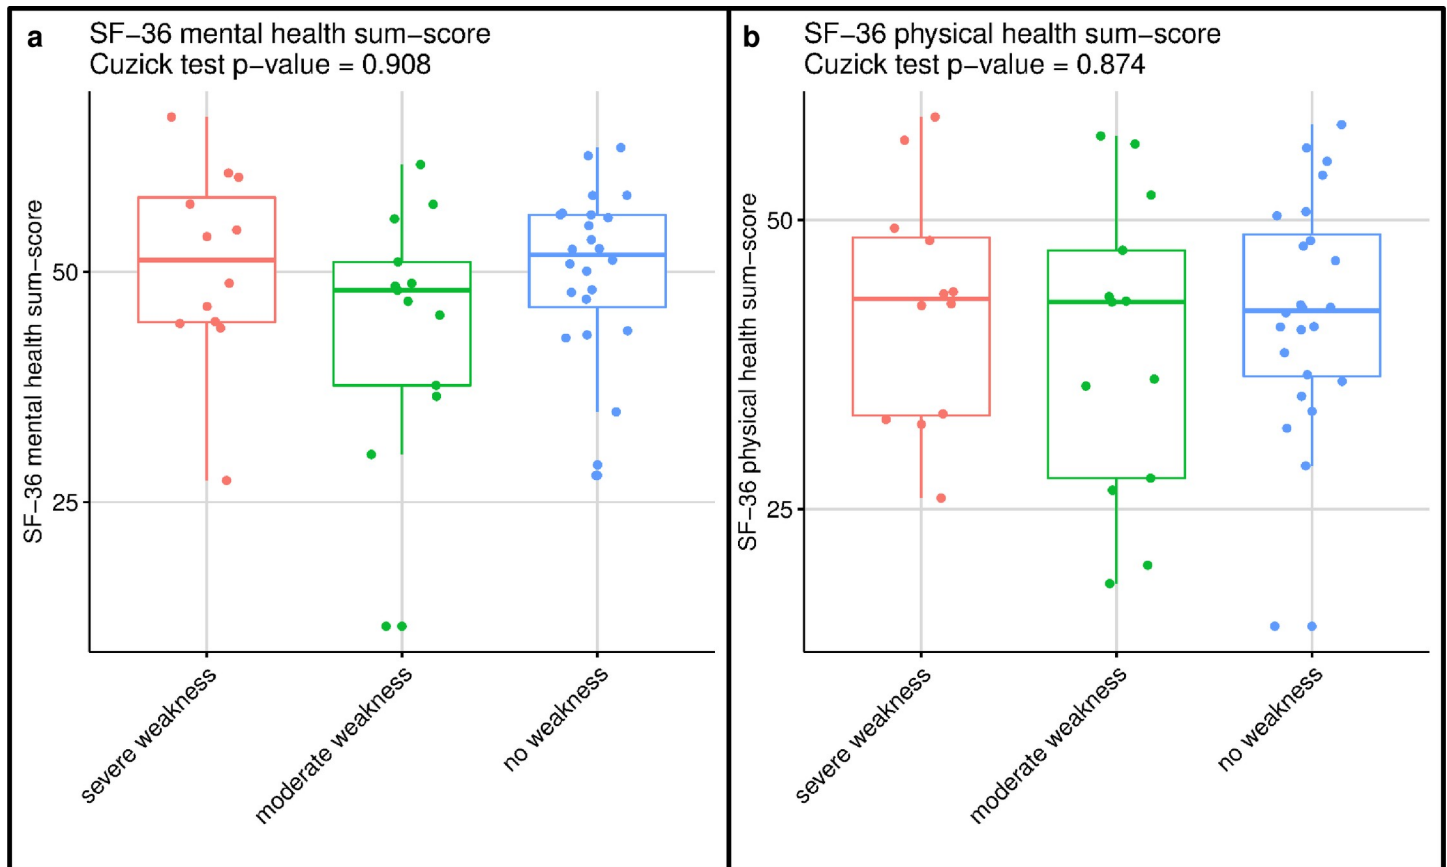 a
SF−36 mental health sum−score
Cuzick test p−value = 0.908
SF−36 mental health sum−score
50
25
severe weakness
moderate weakness
no weakness
b
SF−36 physical health sum−score
Cuzick test p−value = 0.874
SF−36 physical health sum−score
50
25
severe weakness
moderate weakness
no weakness